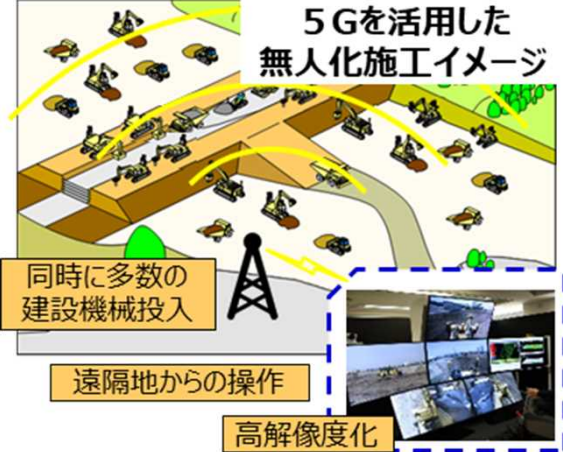 ５Gを活用した
無人化施工イメージ
同時に多数の
建設機械投入
遠隔地からの操作
高解像度化